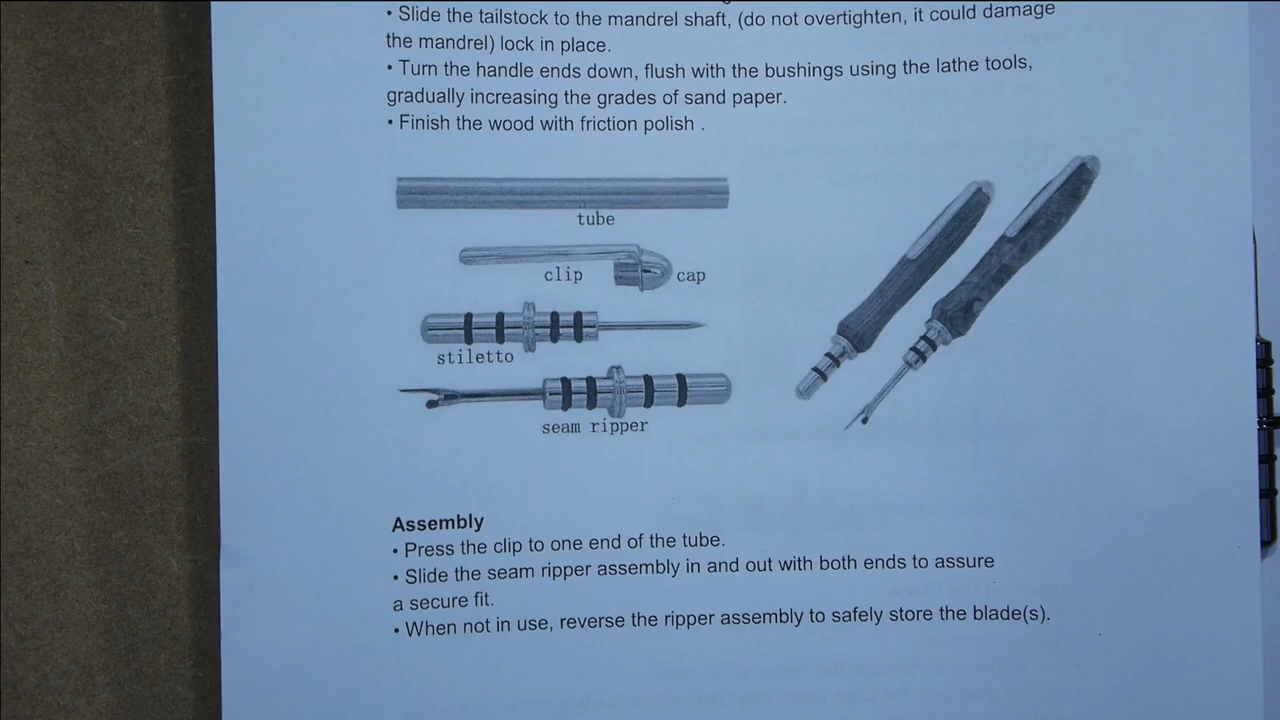 • Slide the tailstock to the mandrel shaft, (do not overtighten, it could damage
the mandrel) lock in place.
• Turn the handle ends down, flush with the bushings using the lathe tools,
gradually increasing the grades of sand paper.
• Finish the wood with friction polish .
tube
clip
cap
stiletto
seam ripper
Assembly
• Press the clip to one end of the tube.
• Slide the seam ripper assembly in and out with both ends to assure
a secure fit.
• When not in use, reverse the ripper assembly to safely store the blade(s).